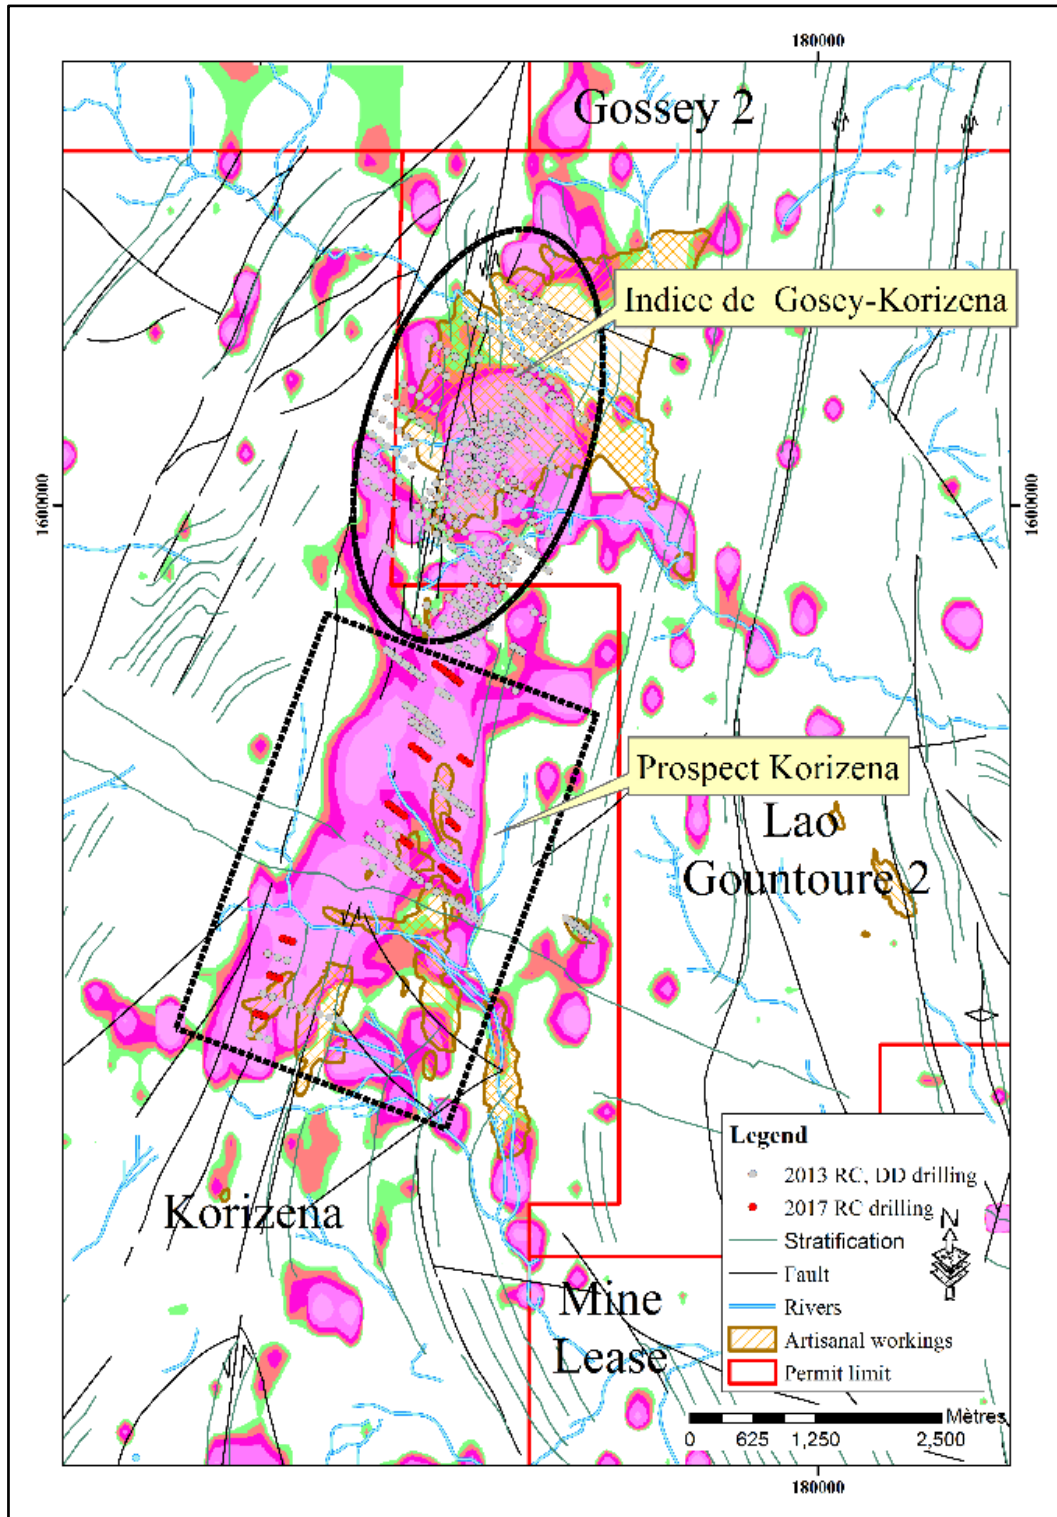 180000
Gossey 2
Indice de Gosey-Korizena
1600000
1600000
Prospect Korizena
Lao
Gountoure 2
Korizena
Mine
Lease
Legend
2013 RC, DD drilling
2017 RC drilling
Stratification
Fault
Rivers
Artisanal workings
Permit limit
N
Mètres
0 625 1,250 2,500
180000